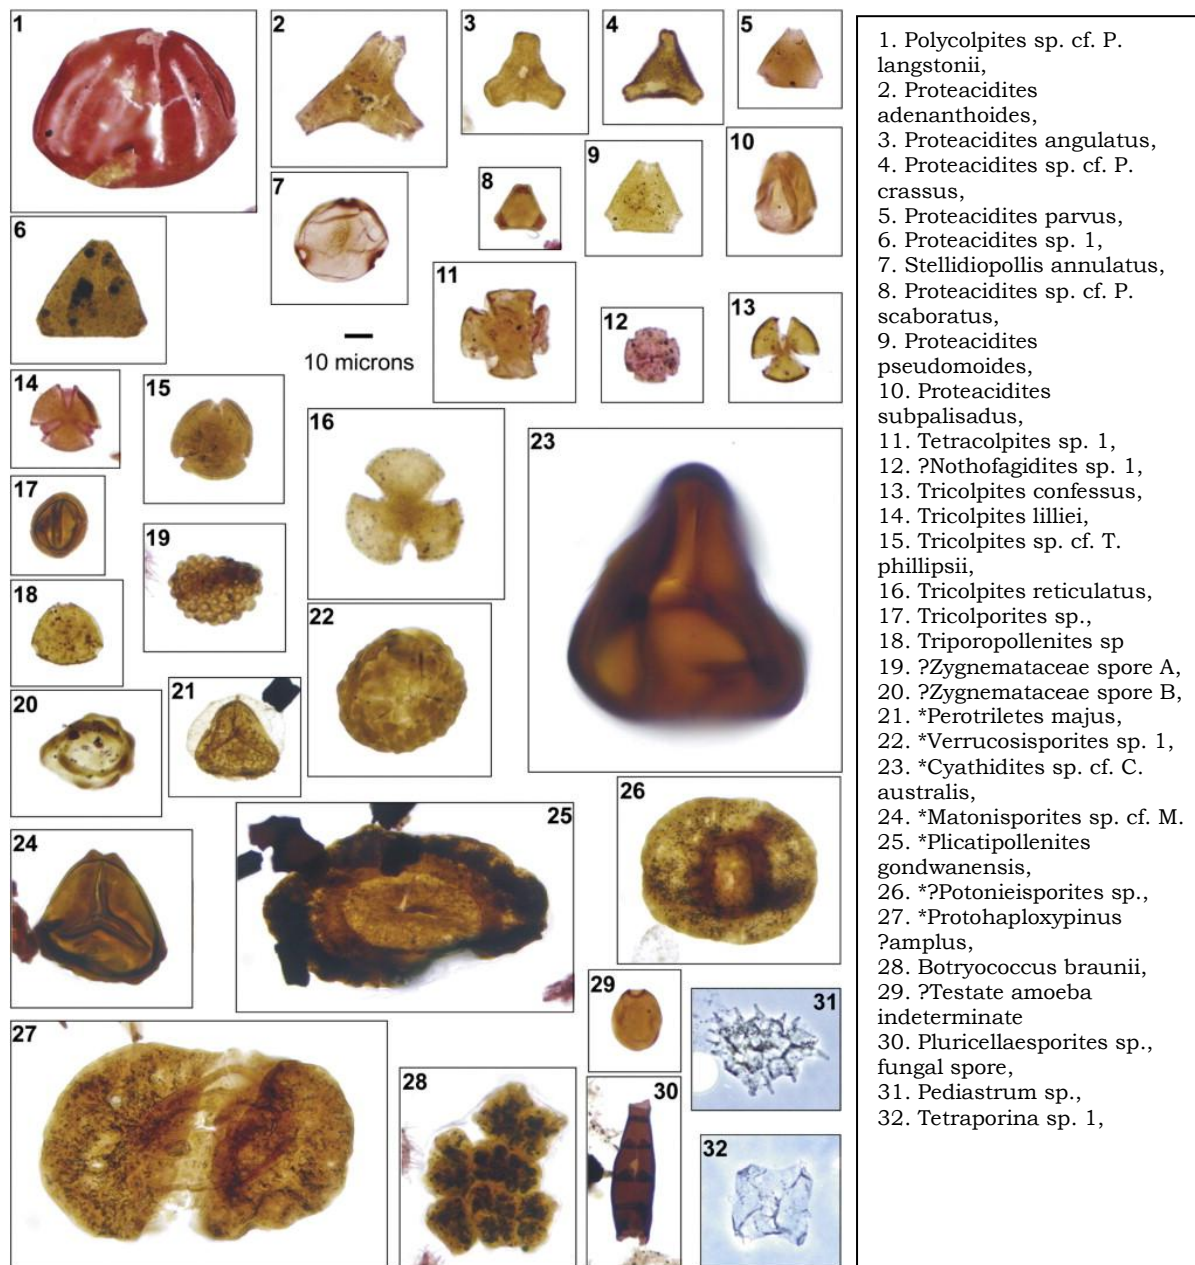 1
2
3
4
5
6
7
8
9
10
11
12
13
10 microns
14
15
16
17
18
19
20
21
22
23
24
25
26
27
28
29
30
31
32
1. Polycolpites sp. cf. P.
langstonii,
2. Proteacidites
adenanthoides,
3. Proteacidites angulatus,
4. Proteacidites sp. cf. P.
crassus,
5. Proteacidites parvus,
6. Proteacidites sp. 1,
7. Stellidiopollis annulatus,
8. Proteacidites sp. cf. P.
scaboratus,
9. Proteacidites
pseudomoides,
10. Proteacidites
subpalisadus,
11. Tetracolpites sp. 1,
12. ?Nothofagidites sp. 1,
13. Tricolpites confessus,
14. Tricolpites lilliei,
15. Tricolpites sp. cf. T.
phillipsii,
16. Tricolpites reticulatus,
17. Tricolporites sp.,
18. Triporopollenites sp
19. ?Zygnemataceae spore A,
20. ?Zygnemataceae spore B,
21. *Perotriletes majus,
22. *Verrucosisporites sp. 1,
23. *Cyathidites sp. cf. C.
australis,
24. *Matonisporites sp. cf. M.
25. *Plicatipollenites
gondwanensis,
26. *?Potonieisporites sp.,
27. *Protohaploxypinus
?amplus,
28. Botryococcus braunii,
29. ?Testate amoeba
indeterminate
30. Pluricellaesporites sp.,
fungal spore,
31. Pediastrum sp.,
32. Tetraporina sp. 1,